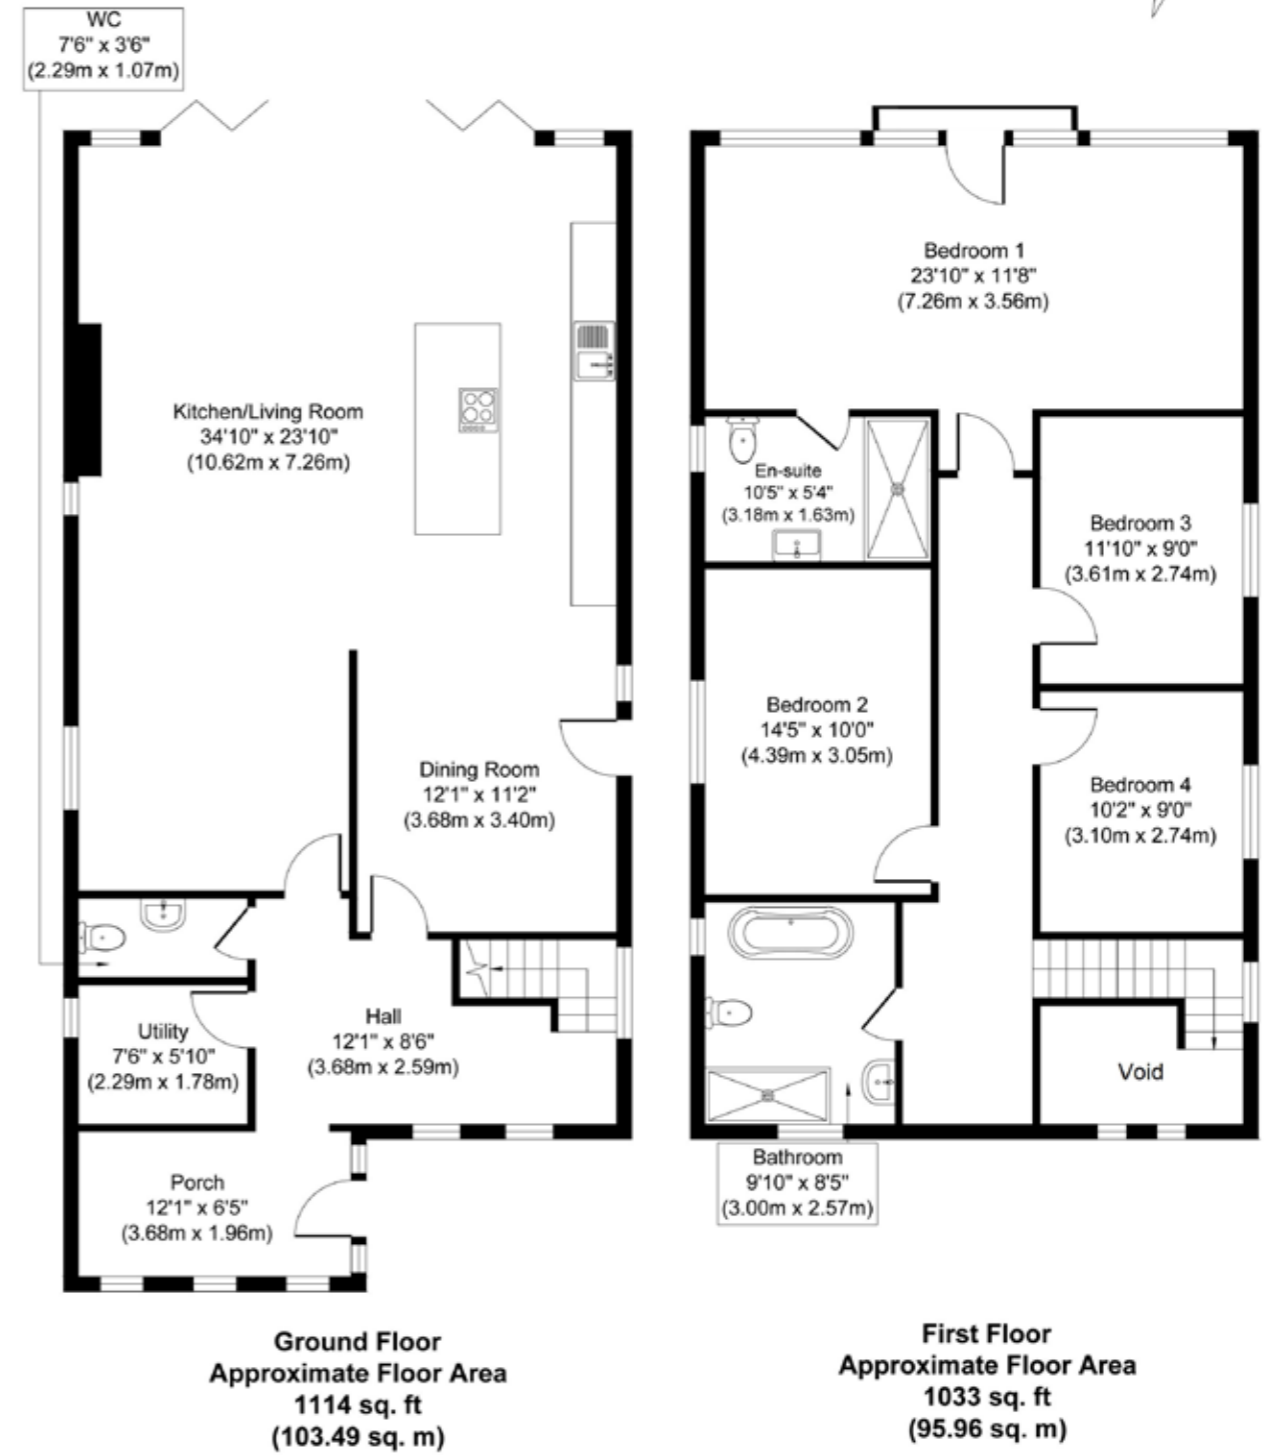 WC
7'6" x 3'6"
(2.29m x 1.07m)
Kitchen/Living Room
34'10" x 23'10"
(10.62m x 7.26m)
Dining Room
12'1" x 11'2"
(3.68m x 3.40m)
Hall
12'1" x 8'6"
(3.68m x 2.59m)
Utility
7'6" x 5'10"
(2.29m x 1.78m)
Porch
12'1" x 6'5"
(3.68m x 1.96m)
Ground Floor
Approximate Floor Area
1114 sq. ft
(103.49 sq. m)
Bedroom 1
23'10" x 11'8"
(7.26m x 3.56m)
En-suite
10'5" x 5'4"
(3.18m x 1.63m)
Bedroom 3
11'10" x 9'0"
(3.61m x 2.74m)
Bedroom 2
14'5" x 10'0"
(4.39m x 3.05m)
Bedroom 4
10'2" x 9'0"
(3.10m x 2.74m)
Void
Bathroom
9'10" x 8'5"
(3.00m x 2.57m)
First Floor
Approximate Floor Area
1033 sq. ft
(95.96 sq. m)